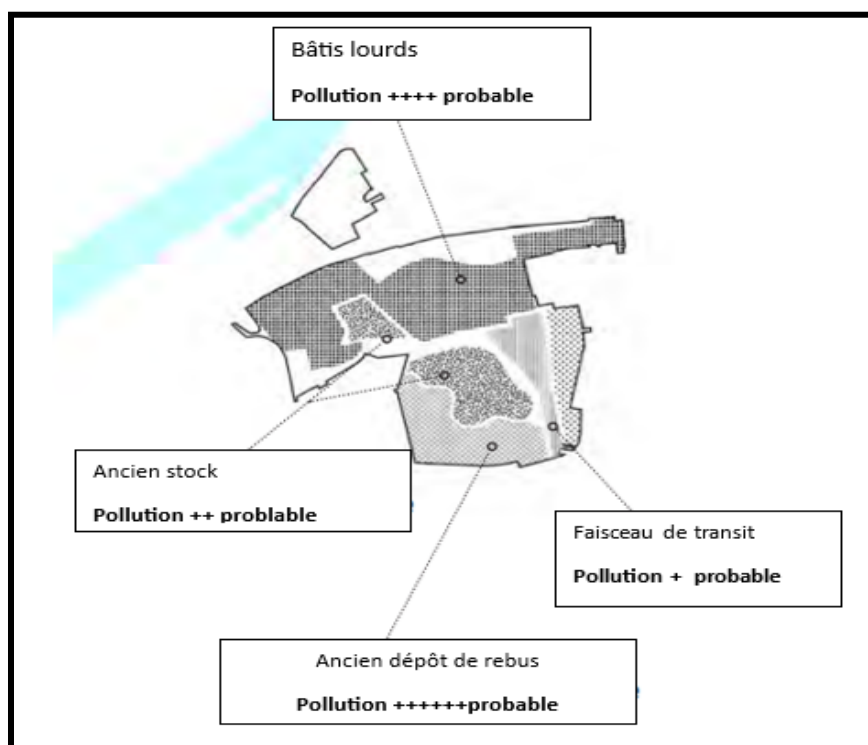 Bâtis lourds
Pollution ++++ probable
Ancien stock
Pollution ++ problable
Faisceau de transit
Pollution + probable
Ancien dépôt de rebus
Pollution ++++++probable